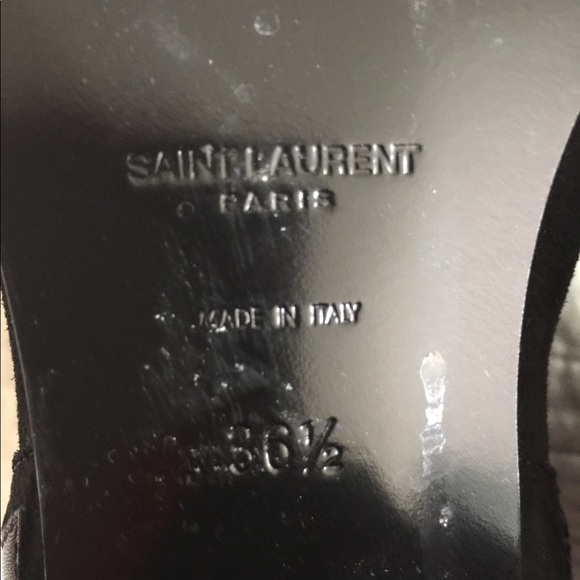 SAINT LAURENT
PARIS
MADE IN ITALY
36½